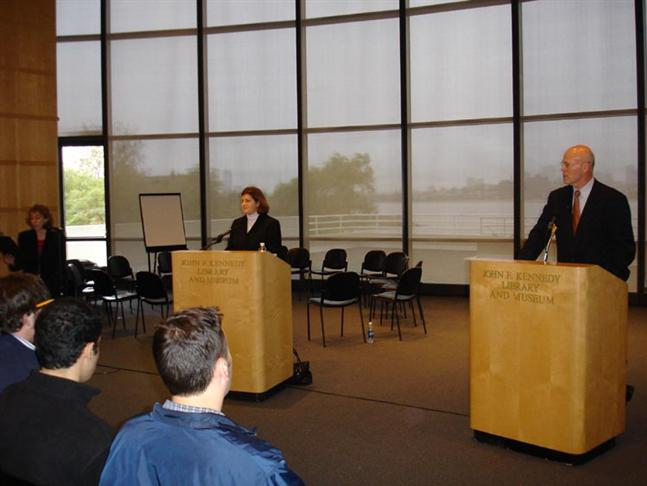 JOHN F. KENNEDY LIBRARY
AND MUSEUM
JOHN F. KENNEDY
LIBRARY
AND MUSEUM